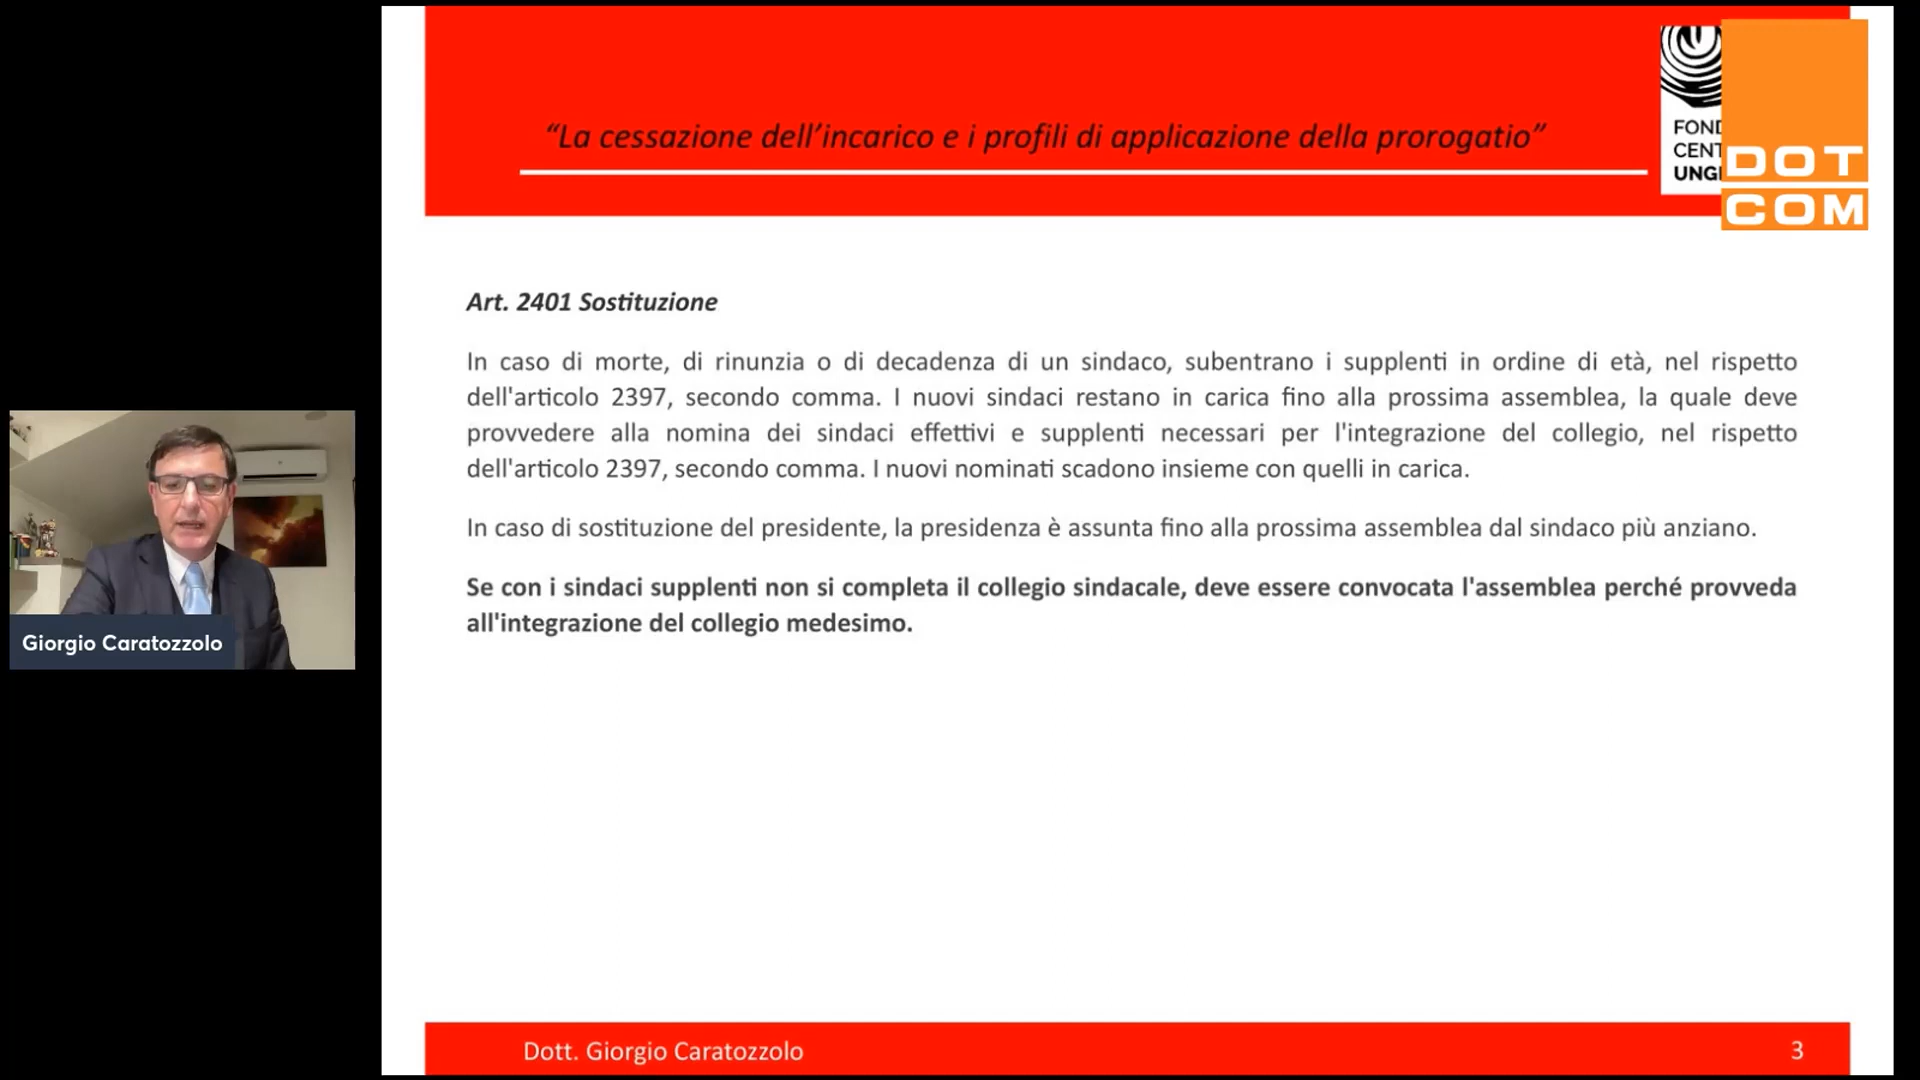 “La cessazione dell’incarico e i profili di applicazione della prorogatio”
FOND
CENT
UNG
DOT
COM
Art. 2401 Sostituzione
In caso di morte, di rinunzia o di decadenza di un sindaco, subentrano i supplenti in ordine di età, nel rispetto
dell'articolo 2397, secondo comma. I nuovi sindaci restano in carica fino alla prossima assemblea, la quale deve
provvedere alla nomina dei sindaci effettivi e supplenti necessari per l'integrazione del collegio, nel rispetto
dell'articolo 2397, secondo comma. I nuovi nominati scadono insieme con quelli in carica.
In caso di sostituzione del presidente, la presidenza è assunta fino alla prossima assemblea dal sindaco più anziano.
Se con i sindaci supplenti non si completa il collegio sindacale, deve essere convocata l'assemblea perché provveda
all'integrazione del collegio medesimo.
Giorgio Caratozzolo
Dott. Giorgio Caratozzolo
3